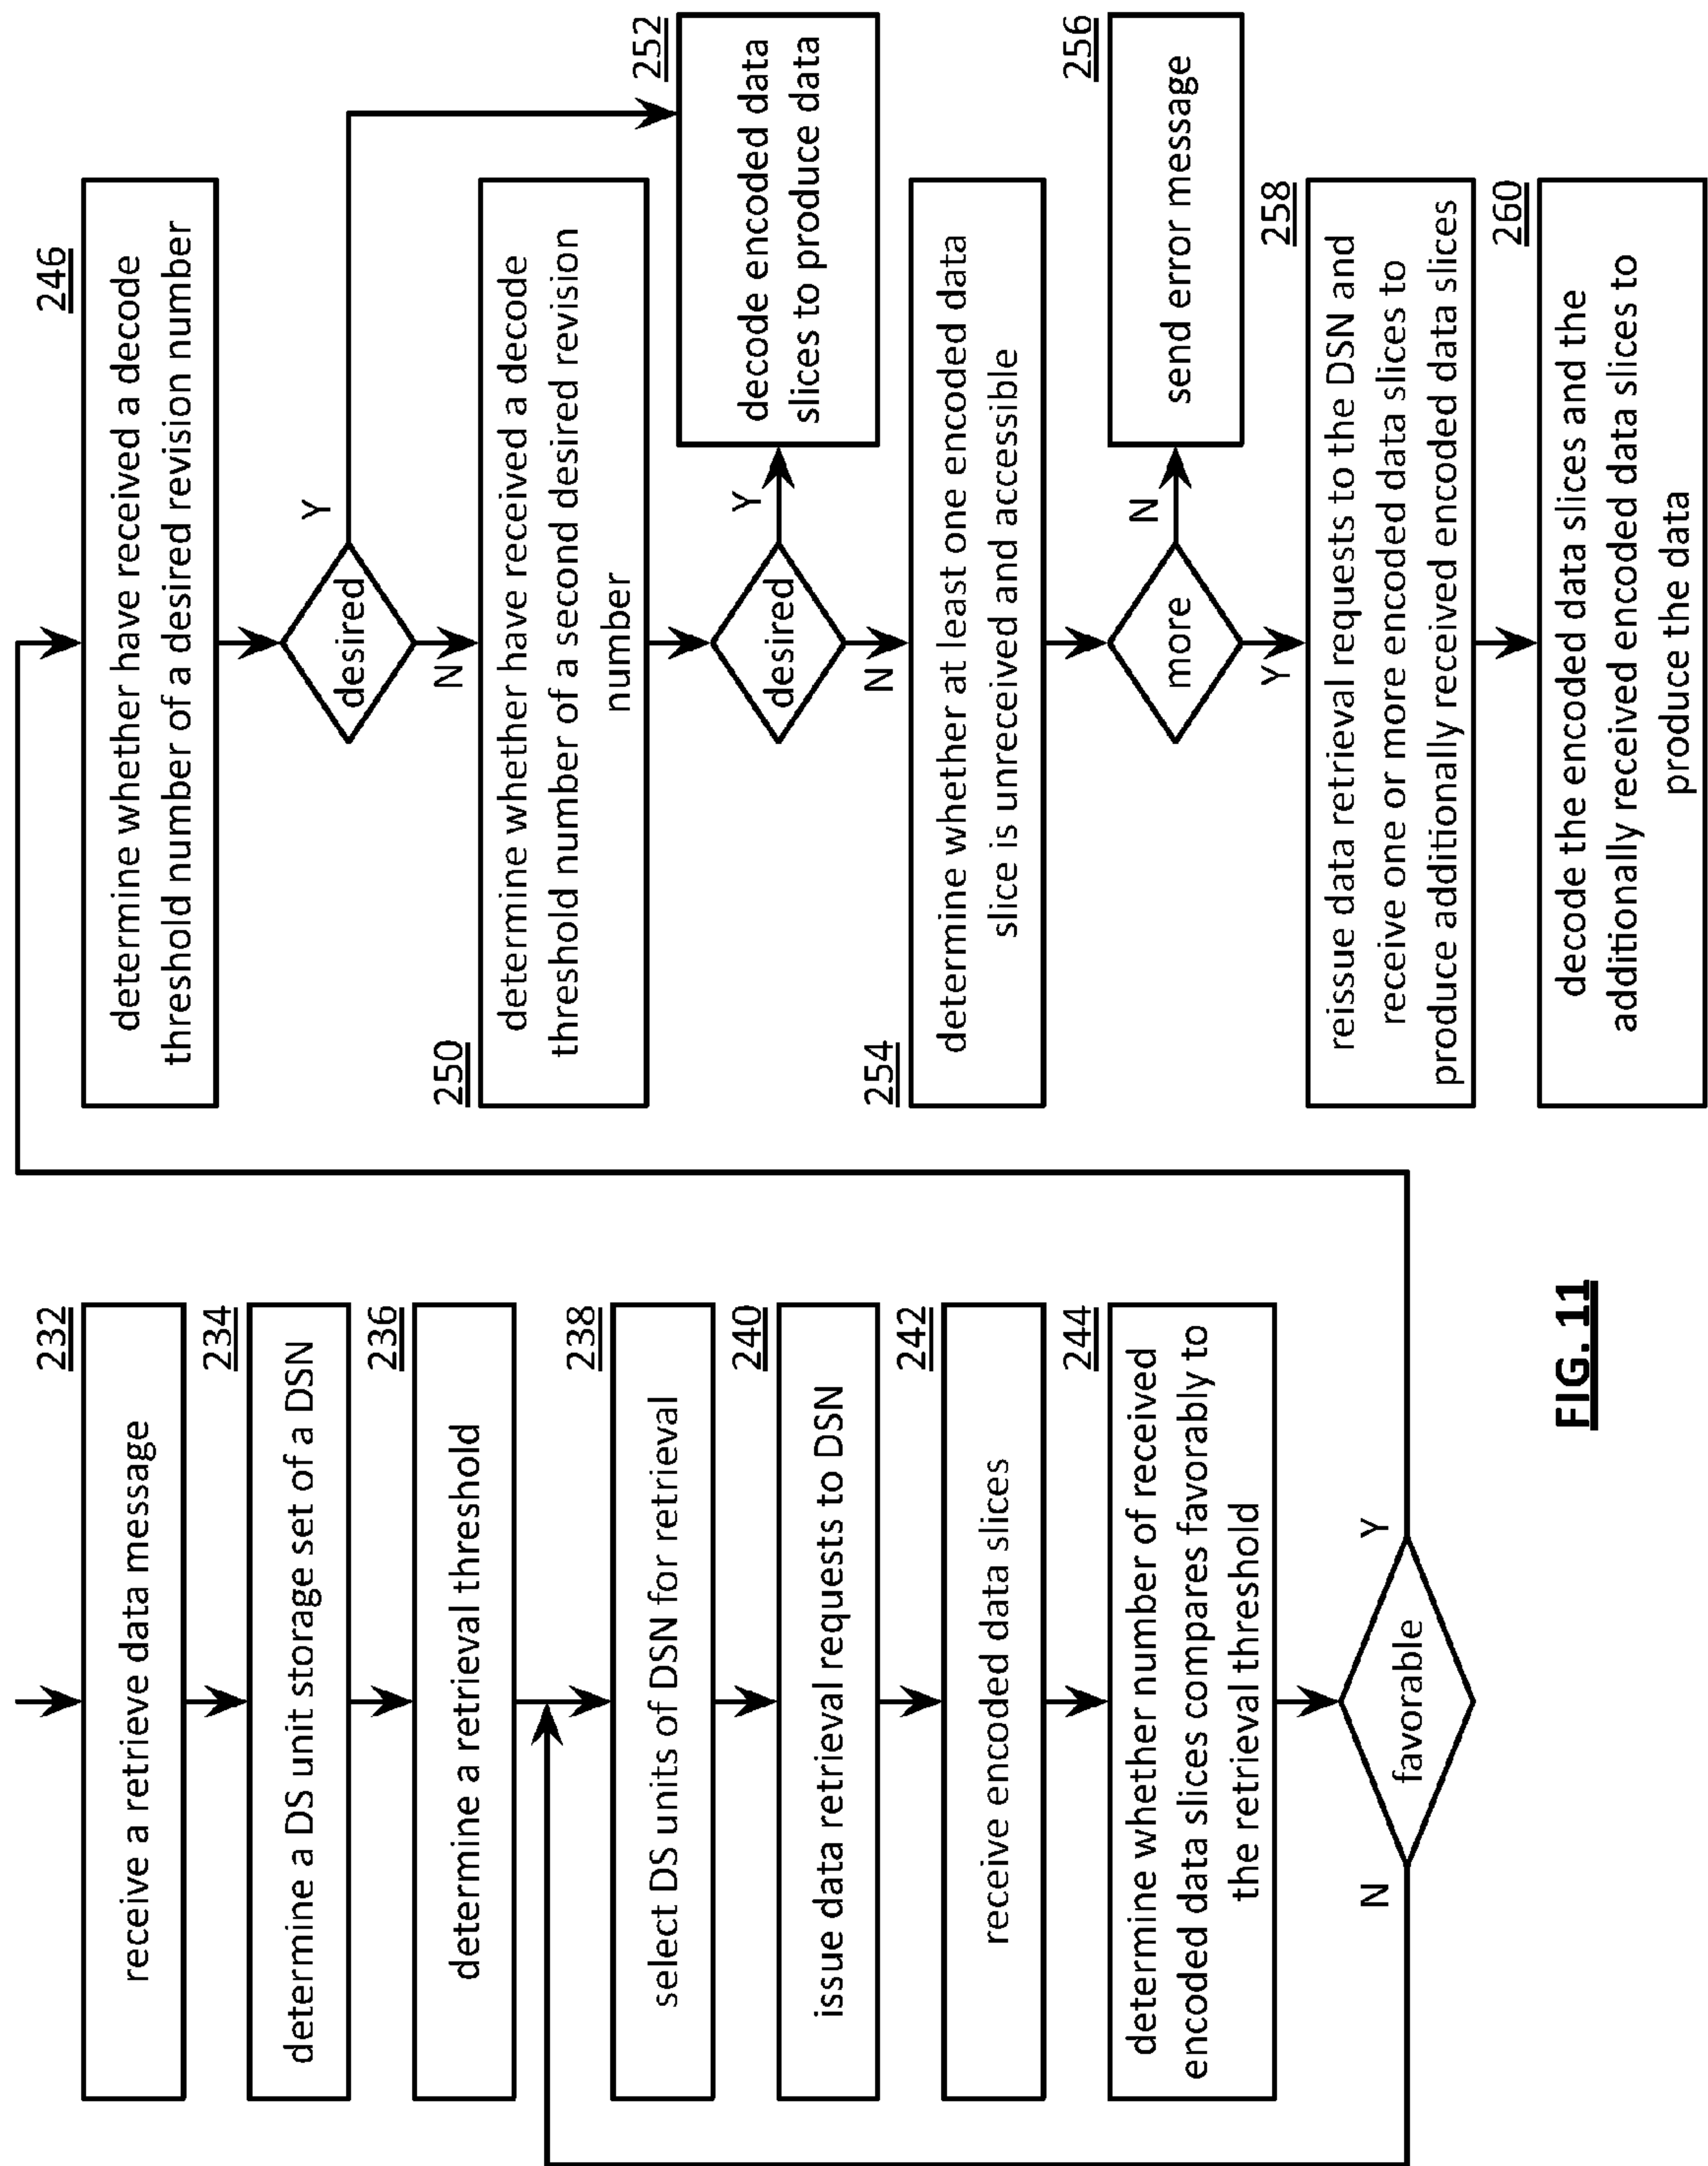 232
receive a retrieve data message
234
determine a DS unit storage set of a DSN
236
determine a retrieval threshold
238
select DS units of DSN for retrieval
240
issue data retrieval requests to DSN
242
receive encoded data slices
244
determine whether number of received
encoded data slices compares favorably to
the retrieval threshold
N
favorable
Y
246
determine whether have received a decode
threshold number of a desired revision number
desired
Y
N
250
determine whether have received a decode
threshold number of a second desired revision
number
desired
Y
N
252
decode encoded data
slices to produce data
254
determine whether at least one encoded data
slice is unreceived and accessible
more
N
Y
256
send error message
258
reissue data retrieval requests to the DSN and
receive one or more encoded data slices to
produce additionally received encoded data slices
260
decode the encoded data slices and the
additionally received encoded data slices to
produce the data
FIG. 11